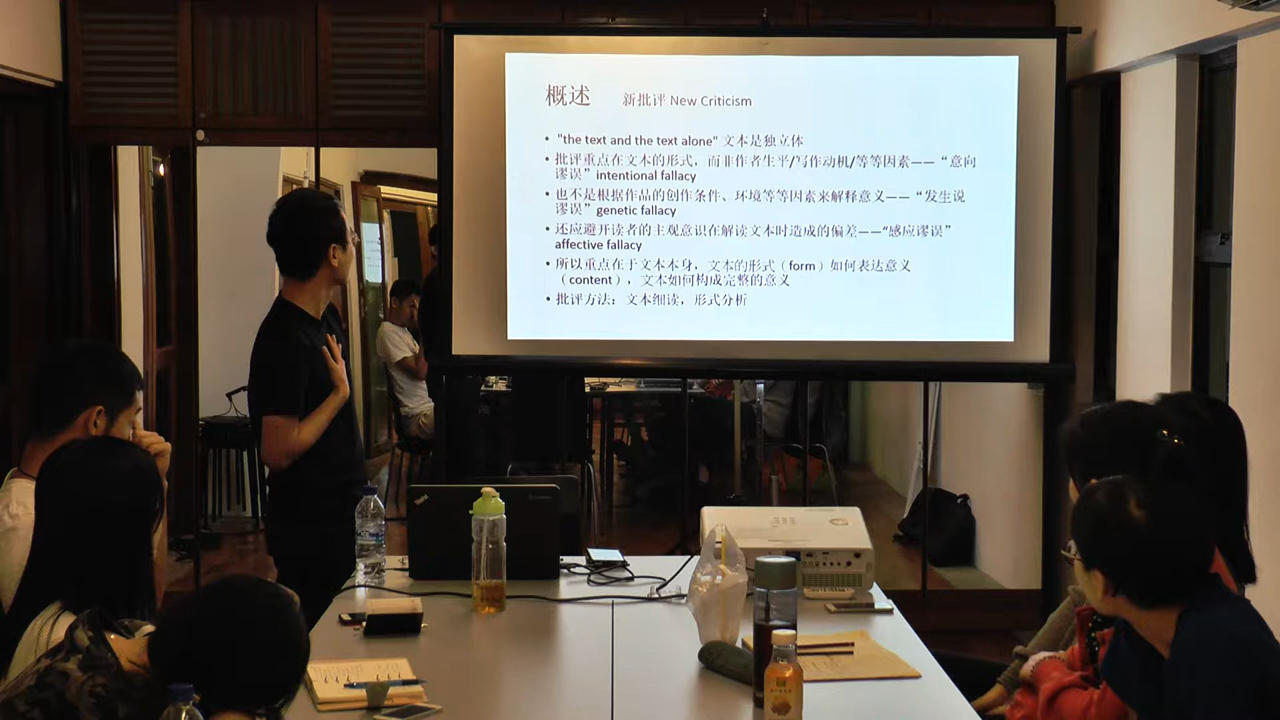 概述 新批评 New Criticism
• "the text and the text alone" 文本是独立体
• 批评重点在文本的形式，而非作者生平/写作动机/等等因素——“意向
谬误”intentional fallacy
• 也不是根据作品的创作条件、环境等等因素来解释意义——“发生说
谬误”genetic fallacy
• 还应避开读者的主观意识在解读文本时造成的偏差——“感应谬误”
affective fallacy
• 所以重点在于文本本身，文本的形式（form）如何表达意义
（content），文本如何构成完整的意义
• 批评方法：文本细读，形式分析
ThinkPad